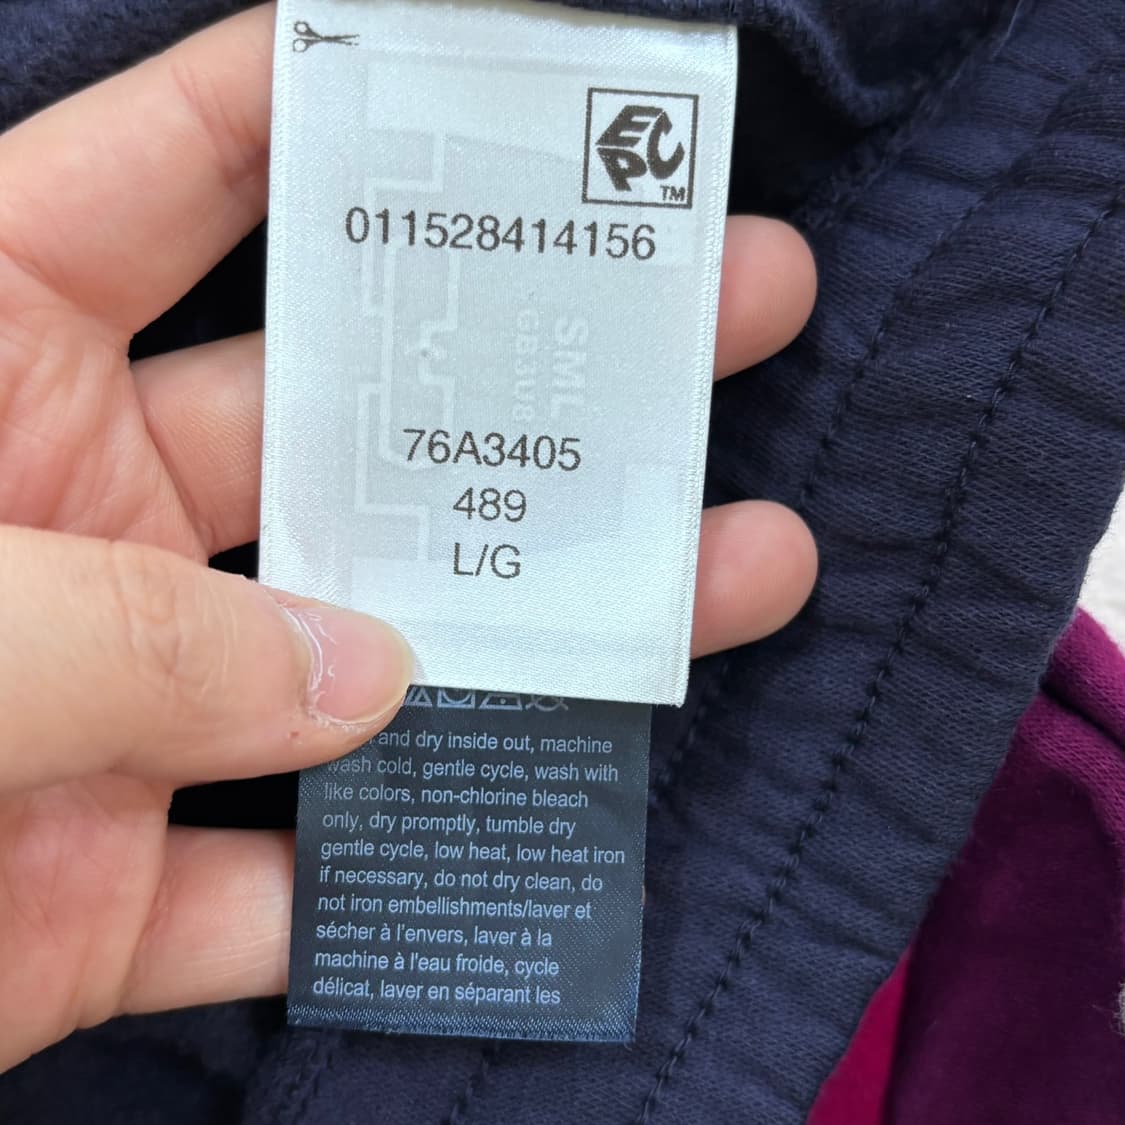 EPC
TM
011528414156
SML
GB3U8
76A3405
489
L/G
and dry inside out, machine
wash cold, gentle cycle, wash with
like colors, non-chlorine bleach
only, dry promptly, tumble dry
gentle cycle, low heat, low heat iron
if necessary, do not dry clean, do
not iron embellishments/laver et
sécher à l'envers, laver à la
machine à l'eau froide, cycle
délicat, laver en séparant les